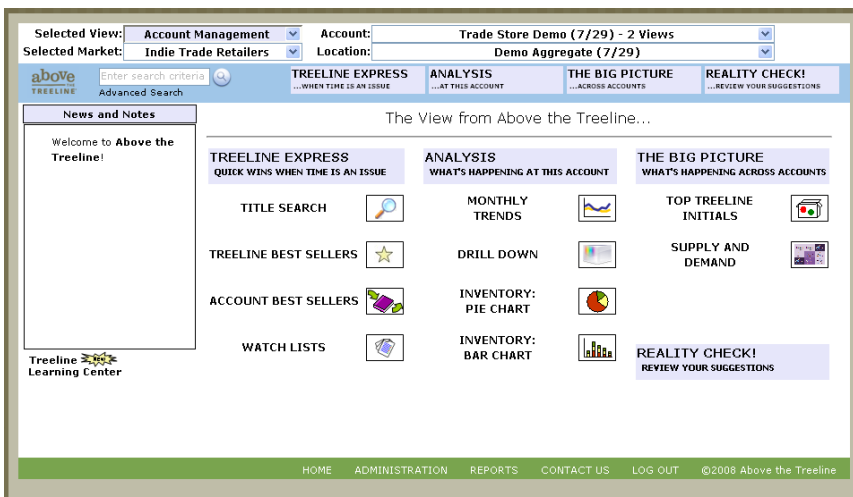 Selected View: Account Management Account: Trade Store Demo (7/29) - 2 Views
Selected Market: Indie Trade Retailers Location: Demo Aggregate (7/29)
above THE TREELINE
Enter search criteria
Advanced Search
TREELINE EXPRESS
...WHEN TIME IS AN ISSUE
ANALYSIS
...AT THIS ACCOUNT
THE BIG PICTURE
...ACROSS ACCOUNTS
REALITY CHECK!
...REVIEW YOUR SUGGESTIONS
News and Notes
Welcome to Above the
Treeline!
Treeline New
Learning Center
The View from Above the Treeline...
TREELINE EXPRESS
QUICK WINS WHEN TIME IS AN ISSUE
TITLE SEARCH
TREELINE BEST SELLERS
ACCOUNT BEST SELLERS
WATCH LISTS
ANALYSIS
WHAT'S HAPPENING AT THIS ACCOUNT
MONTHLY
TRENDS
DRILL DOWN
INVENTORY:
PIE CHART
INVENTORY:
BAR CHART
THE BIG PICTURE
WHAT'S HAPPENING ACROSS ACCOUNTS
TOP TREELINE
INITIALS
SUPPLY AND
DEMAND
REALITY CHECK!
REVIEW YOUR SUGGESTIONS
HOME ADMINISTRATION REPORTS CONTACT US LOG OUT ©2008 Above the Treeline